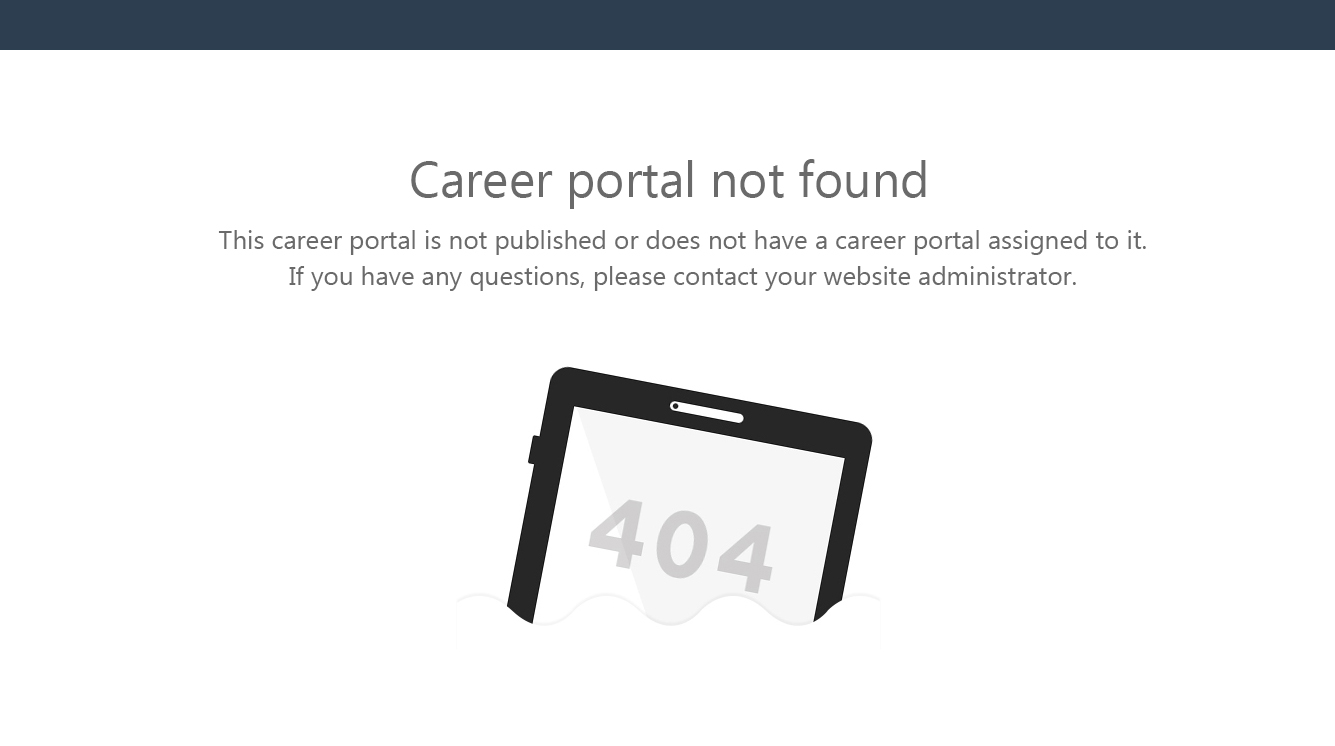 Career portal not found
This career portal is not published or does not have a career portal assigned to it.
If you have any questions, please contact your website administrator.
404